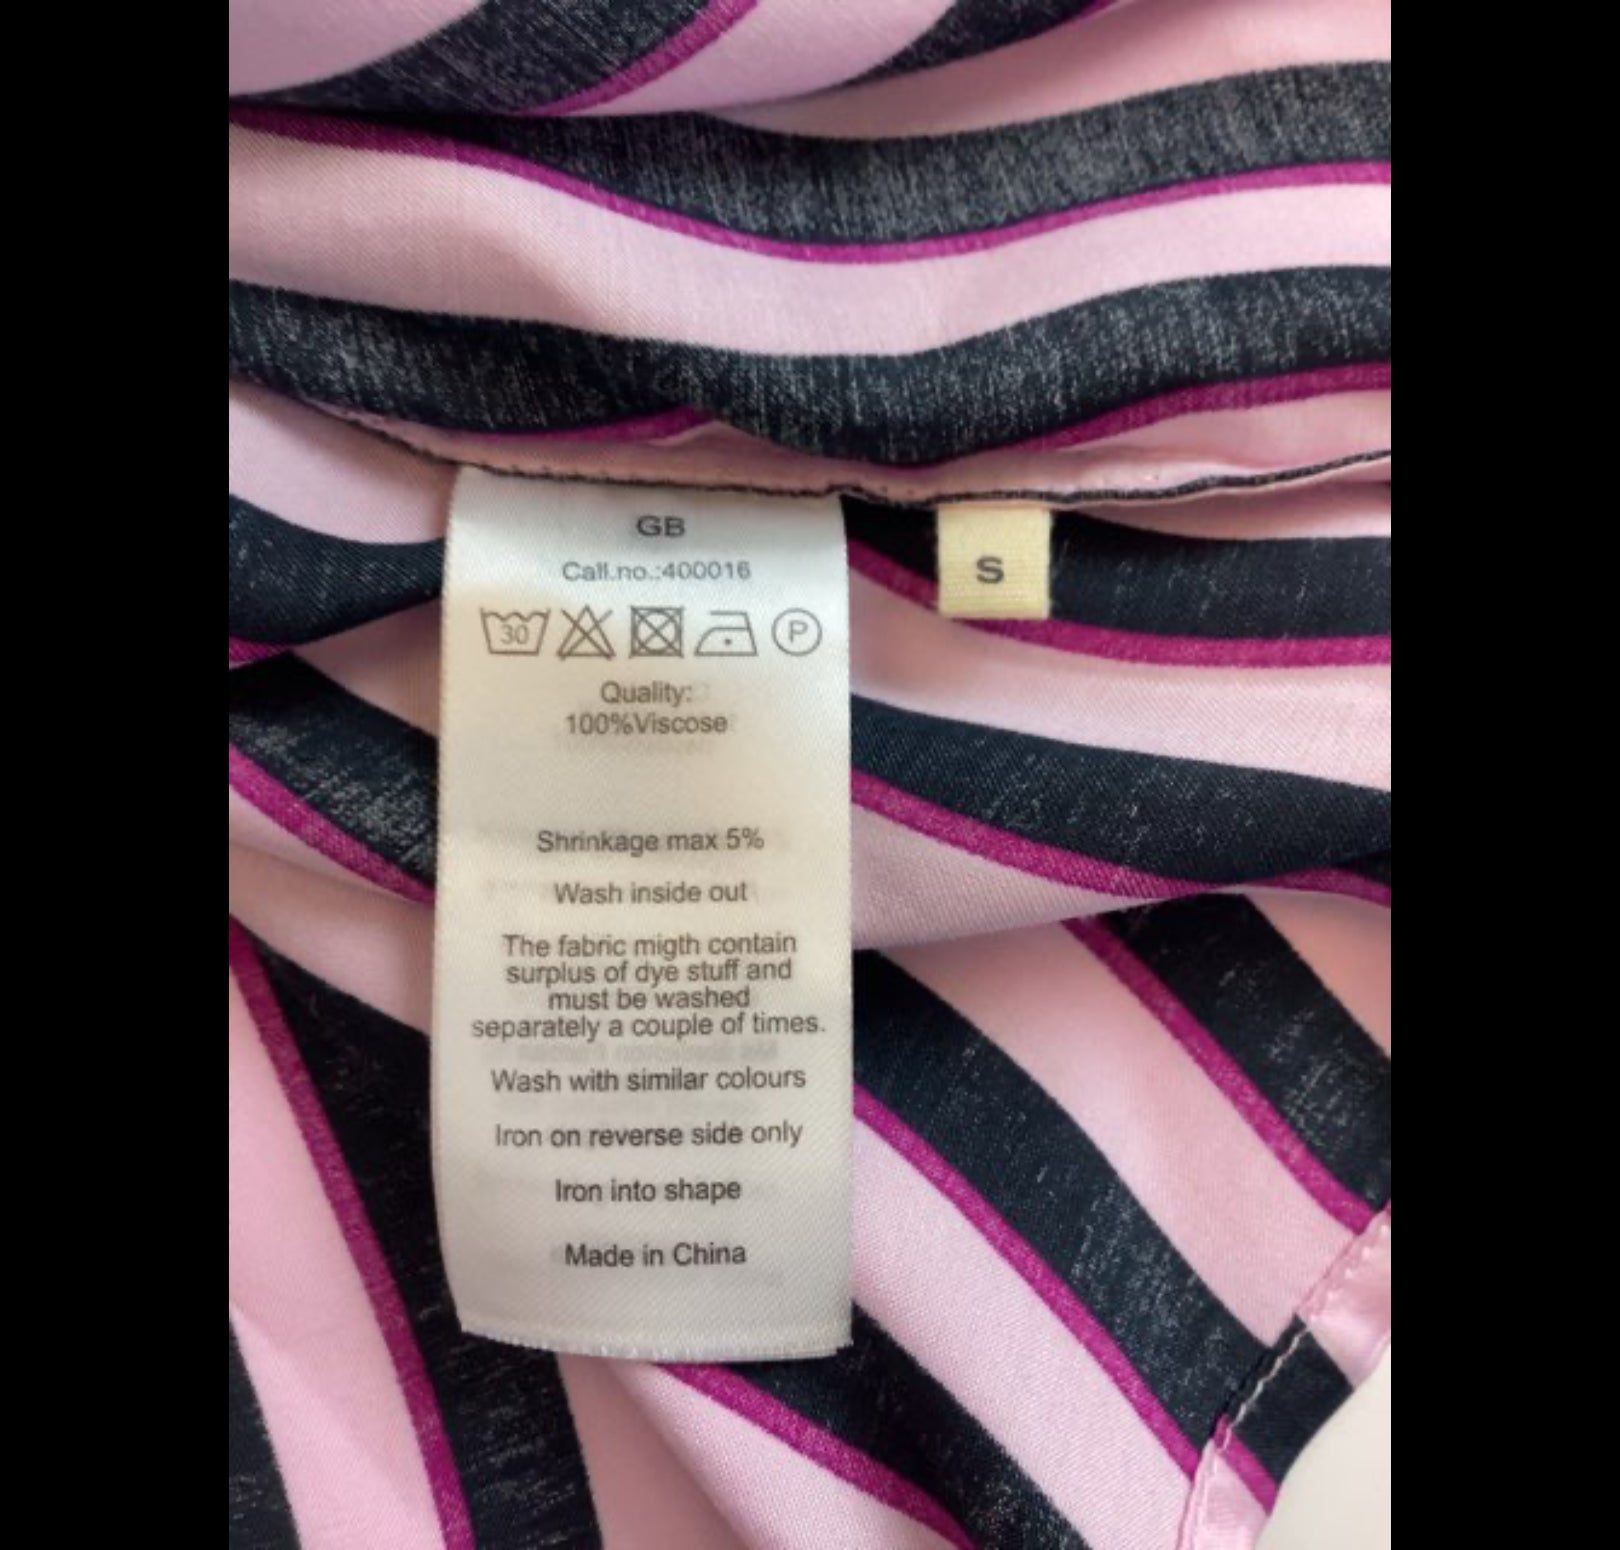 GB
Call.no.:400016
S
30
P
Quality:
100%Viscose
Shrinkage max 5%
Wash inside out
The fabric migth contain
surplus of dye stuff and
must be washed
separately a couple of times.
Wash with similar colours
Iron on reverse side only
Iron into shape
Made in China